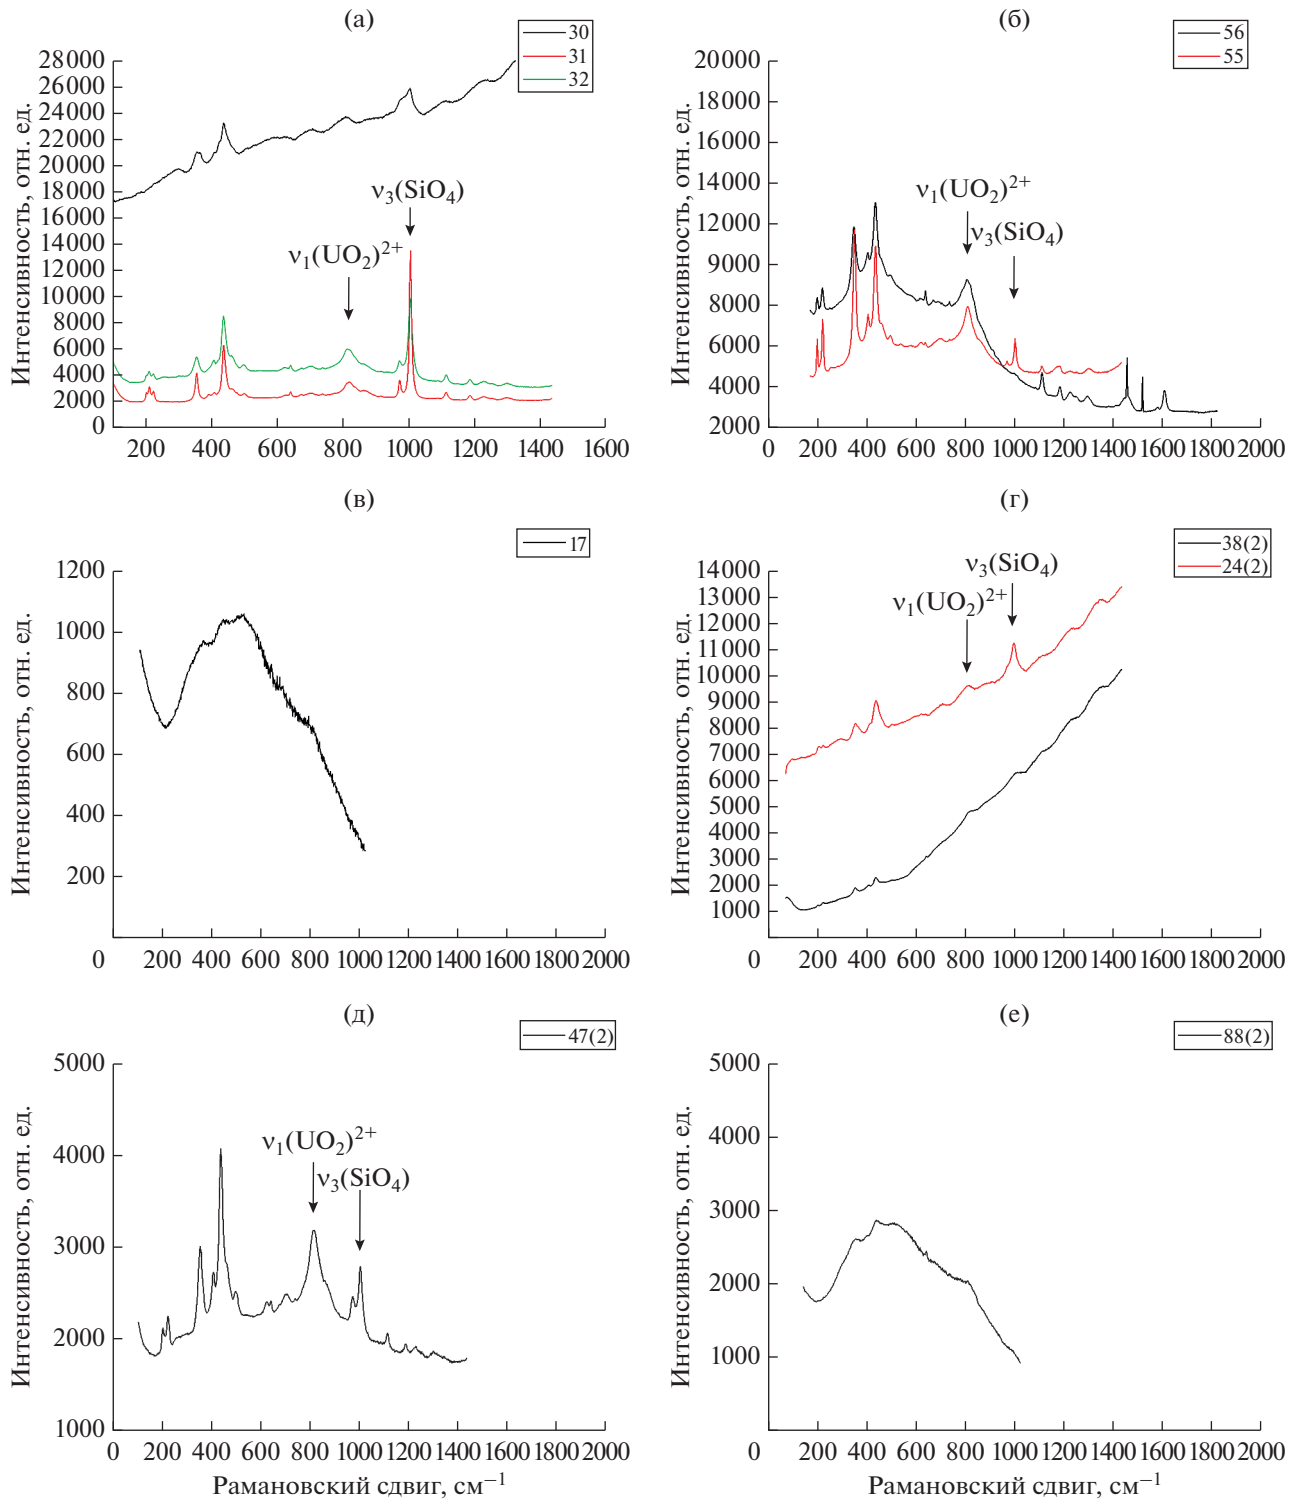 (а)
30
31
32
28000
26000
24000
22000
20000
18000
16000
14000
12000
10000
8000
6000
4000
2000
0
Интенсивность, отн. ед.
ν₃(SiO₄)
ν₁(UO₂)²⁺
200 400 600 800 1000 1200 1400 1600
(б)
56
55
20000
18000
16000
14000
12000
9000
8000
6000
4000
2000
Интенсивность, отн. ед.
ν₁(UO₂)²⁺
ν₃(SiO₄)
0 200 400 600 800 1000 1200 1400 1600 1800 2000
(в)
17
1200
1000
800
600
400
200
Интенсивность, отн. ед.
0 200 400 600 800 1000 1200 1400 1600 1800 2000
(г)
38(2)
24(2)
14000
13000
12000
11000
10000
9000
8000
7000
6000
5000
4000
3000
2000
1000
Интенсивность, отн. ед.
ν₃(SiO₄)
ν₁(UO₂)²⁺
0 200 400 600 800 1000 1200 1400 1600 1800 2000
(д)
47(2)
5000
4000
3000
2000
1000
Интенсивность, отн. ед.
ν₁(UO₂)²⁺
ν₃(SiO₄)
0 200 400 600 800 1000 1200 1400 1600 1800 2000
Рамановский сдвиг, см⁻¹
(е)
88(2)
5000
4000
3000
2000
1000
Интенсивность, отн. ед.
0 200 400 600 800 1000 1200 1400 1600 1800 2000
Рамановский сдвиг, см⁻¹